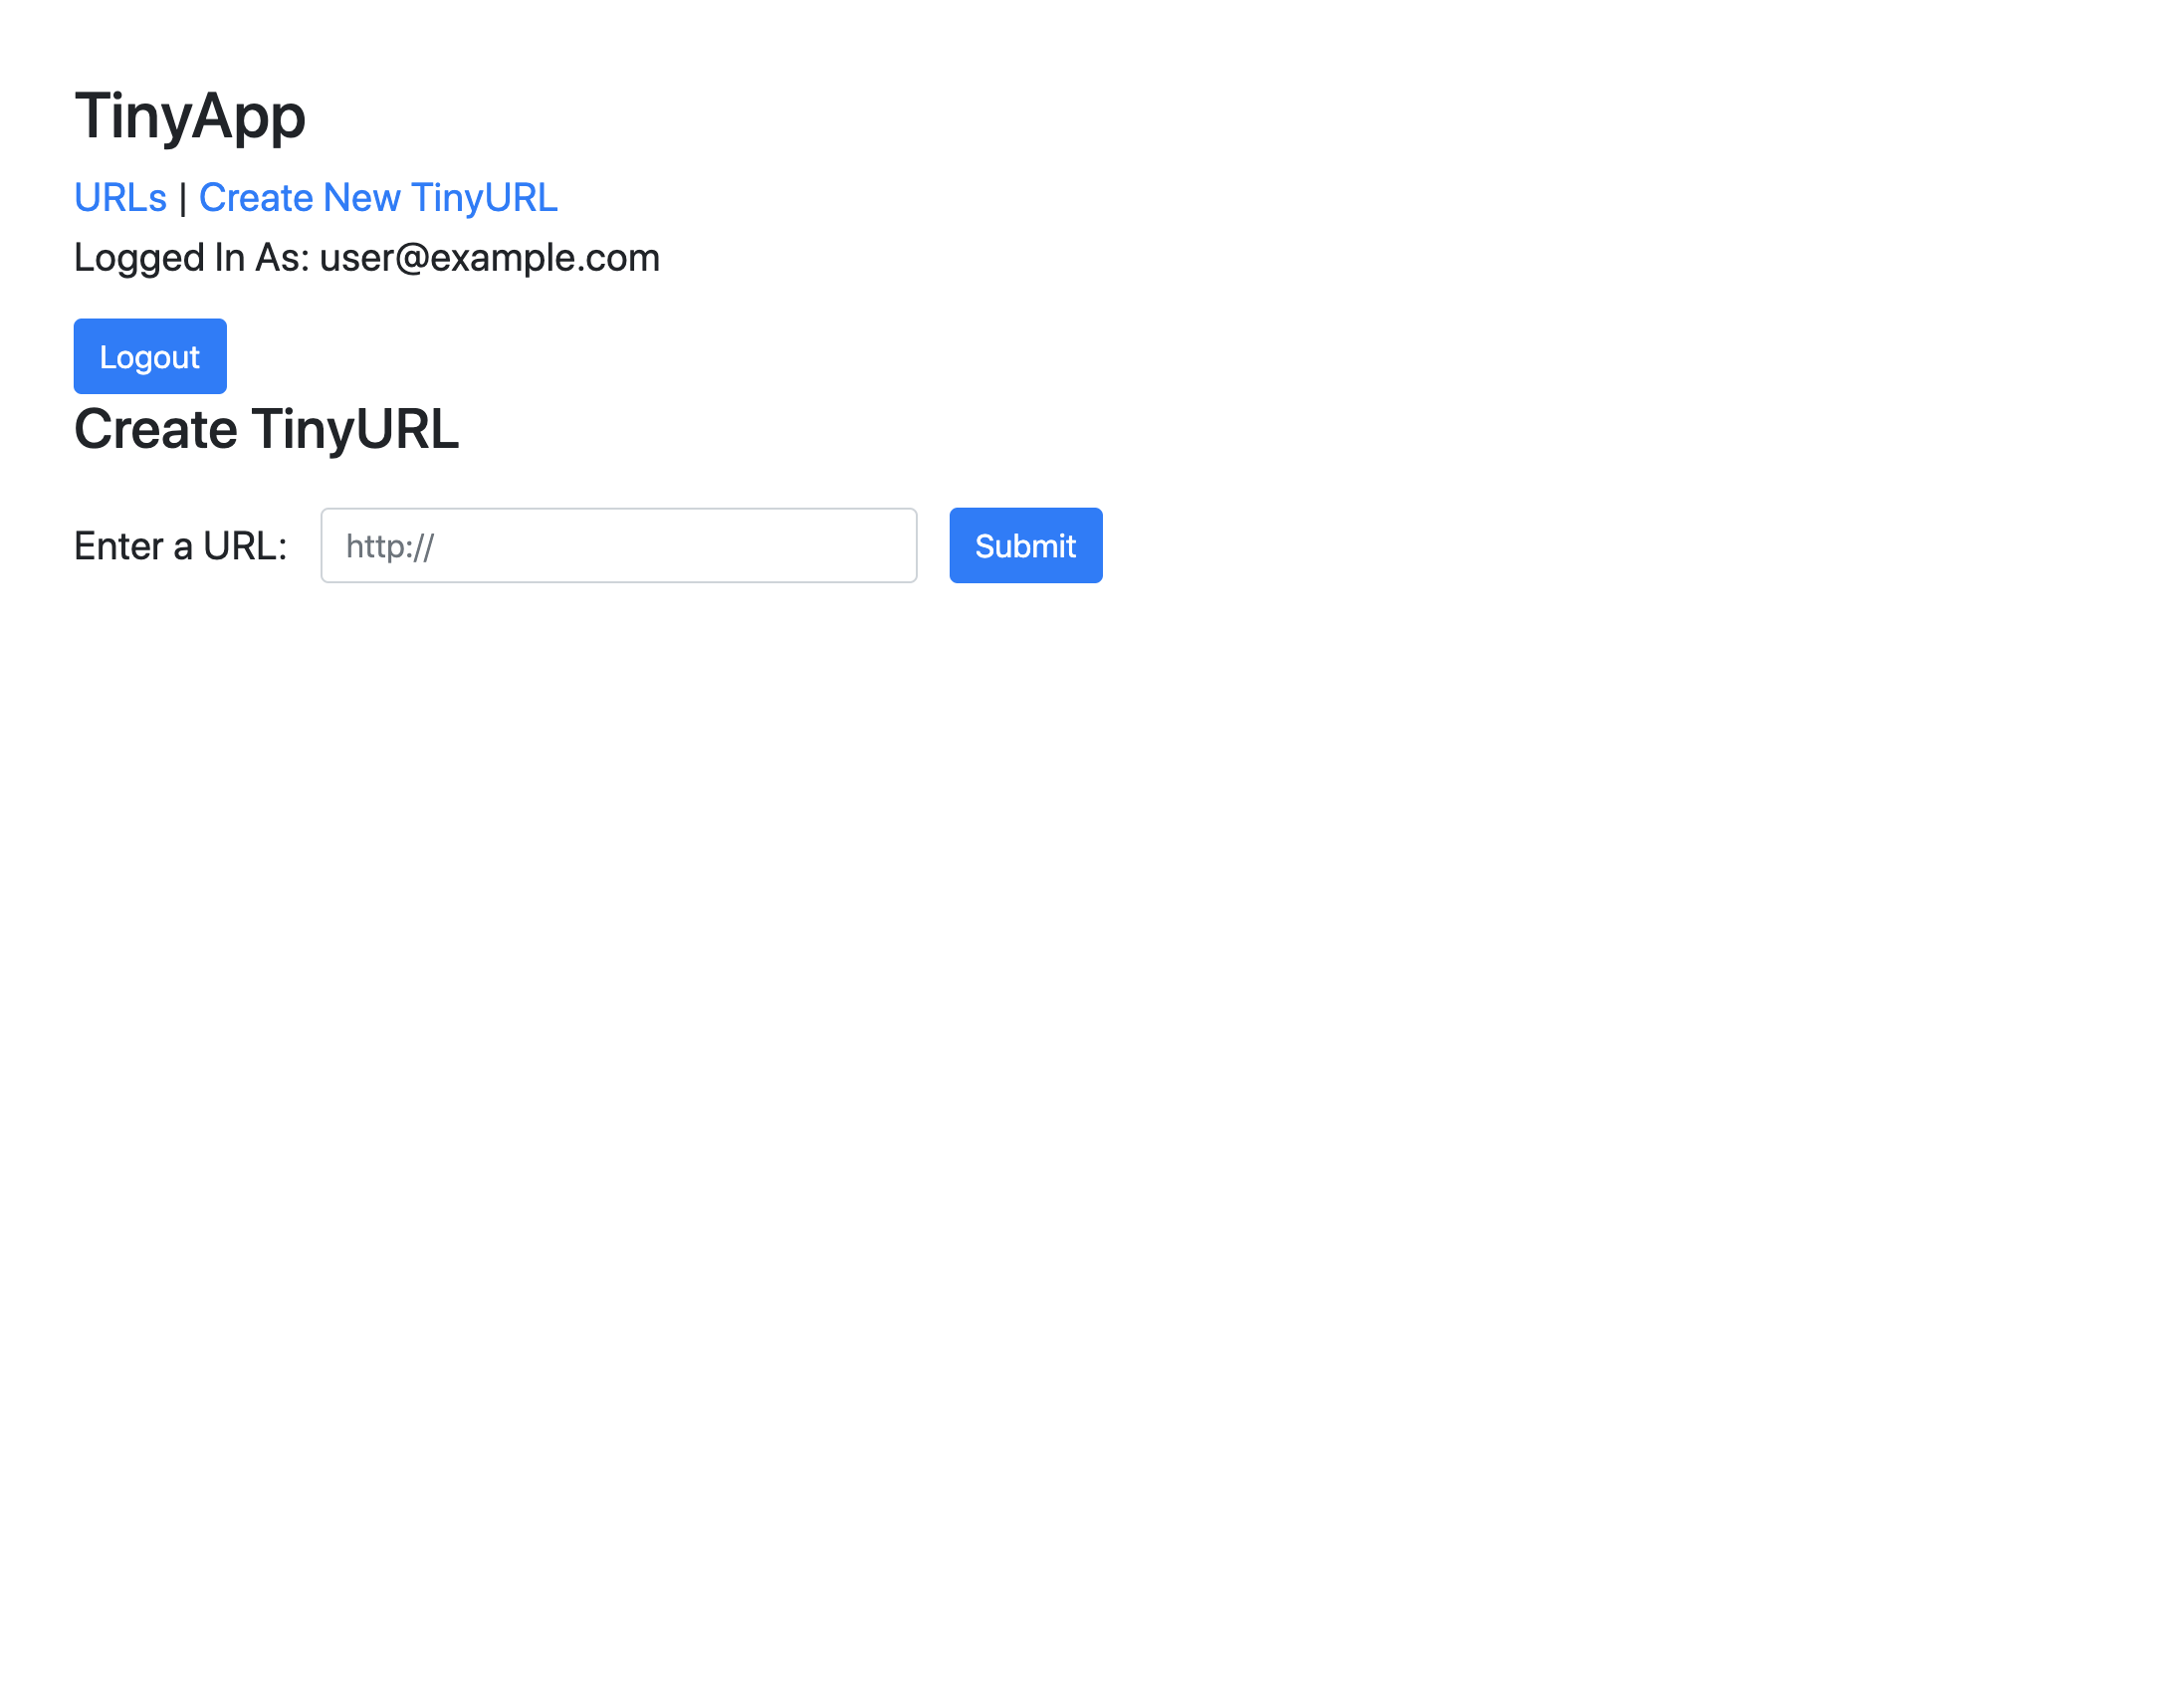 TinyApp
URLs | Create New TinyURL
Logged In As: user@example.com
Logout
Create TinyURL
Enter a URL: http:// Submit